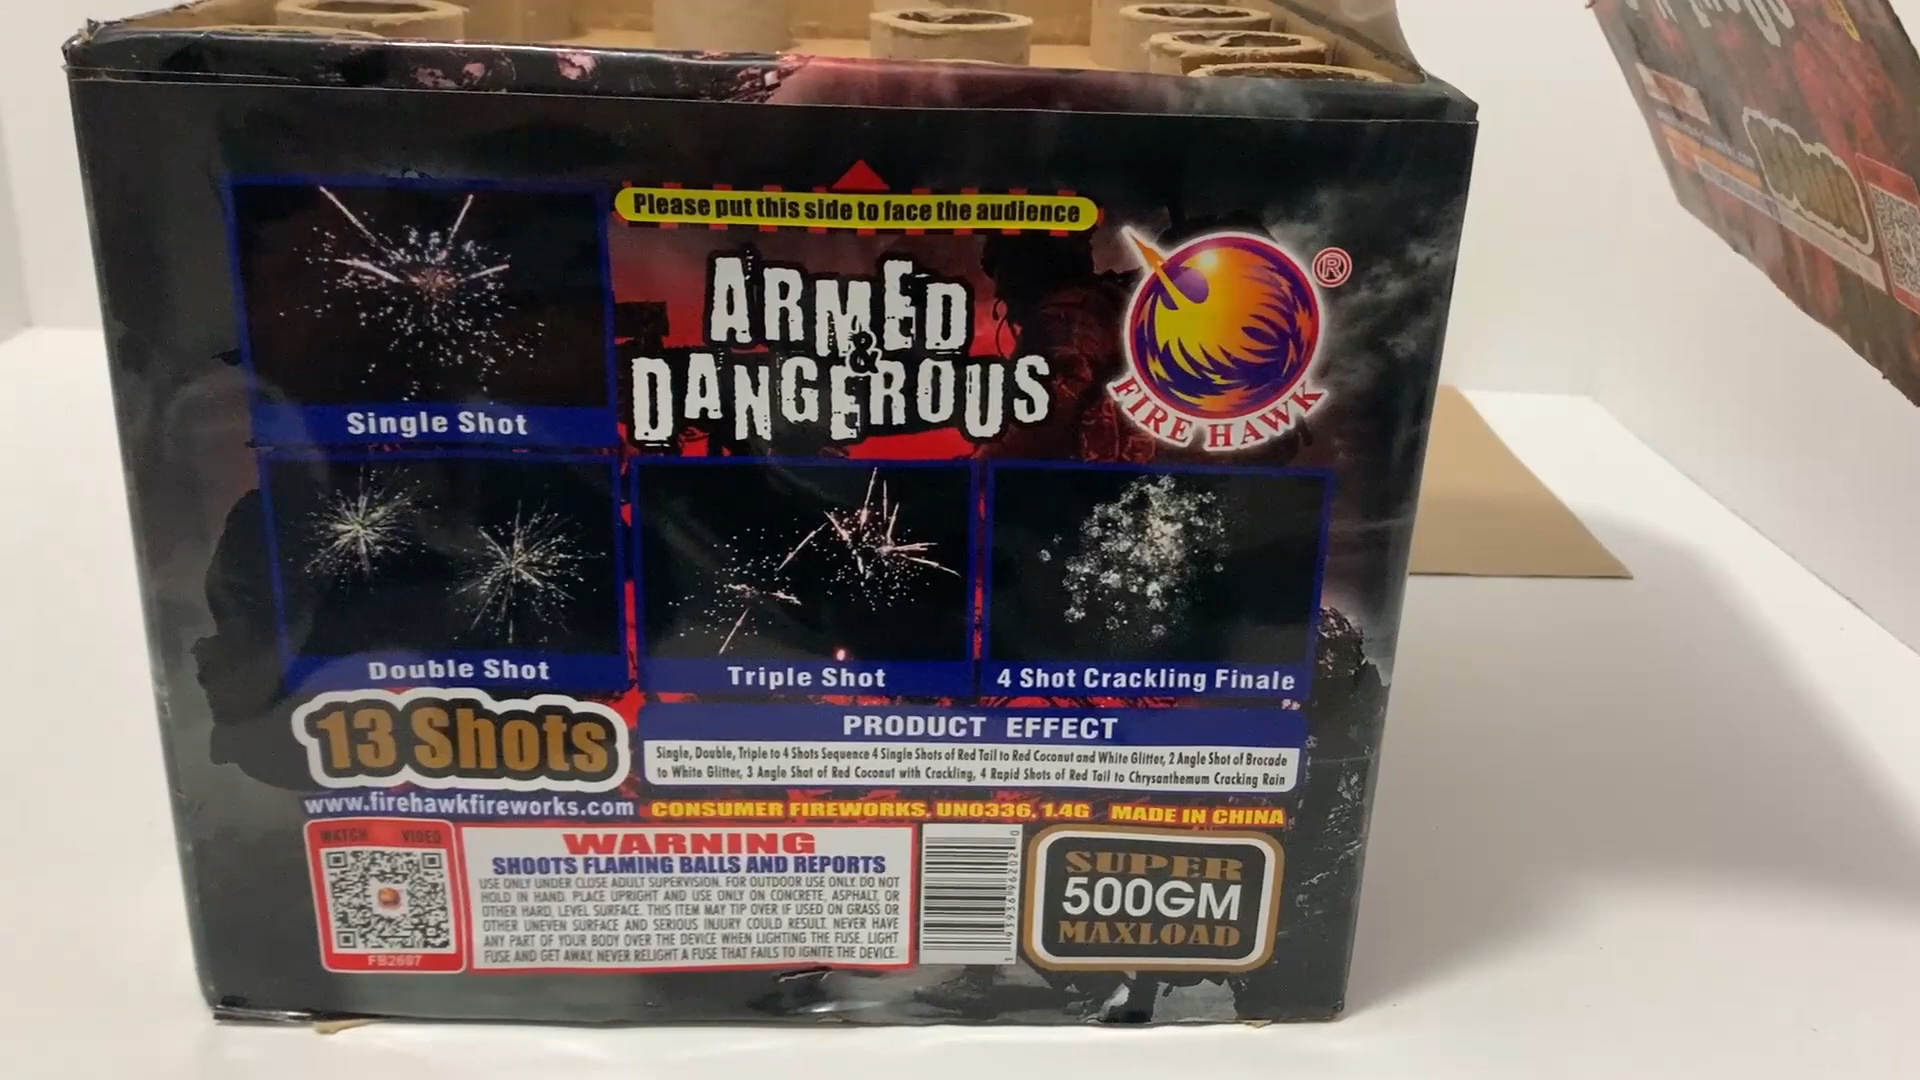 Please put this side to face the audience
ARMED
&
DANGEROUS
®
FIRE HAWK
Single Shot
Double Shot
Triple Shot
4 Shot Crackling Finale
13 Shots
PRODUCT EFFECT
Single, Double, Triple to 4 Shots Sequence 4 Single Shots of Red Tail to Red Coconut and White Glitter, 2 Angle Shot of Brocade
to White Glitter, 3 Angle Shot of Red Coconut with Crackling, 4 Rapid Shots of Red Tail to Chrysanthemum Cracking Rain
www.firehawkfireworks.com
CONSUMER FIREWORKS, UN0336, 1.4G MADE IN CHINA
WATCH VIDEO
FB2607
WARNING
SHOOTS FLAMING BALLS AND REPORTS
USE ONLY UNDER CLOSE ADULT SUPERVISION. FOR OUTDOOR USE ONLY. DO NOT
HOLD IN HAND. PLACE UPRIGHT AND USE ONLY ON CONCRETE, ASPHALT, OR
OTHER HARD, LEVEL SURFACE. THIS ITEM MAY TIP OVER IF USED ON GRASS OR
OTHER UNEVEN SURFACE AND SERIOUS INJURY COULD RESULT. NEVER HAVE
ANY PART OF YOUR BODY OVER THE DEVICE WHEN LIGHTING THE FUSE. LIGHT
FUSE AND GET AWAY. NEVER RELIGHT A FUSE THAT FAILS TO IGNITE THE DEVICE.
SUPER
500GM
MAXLOAD